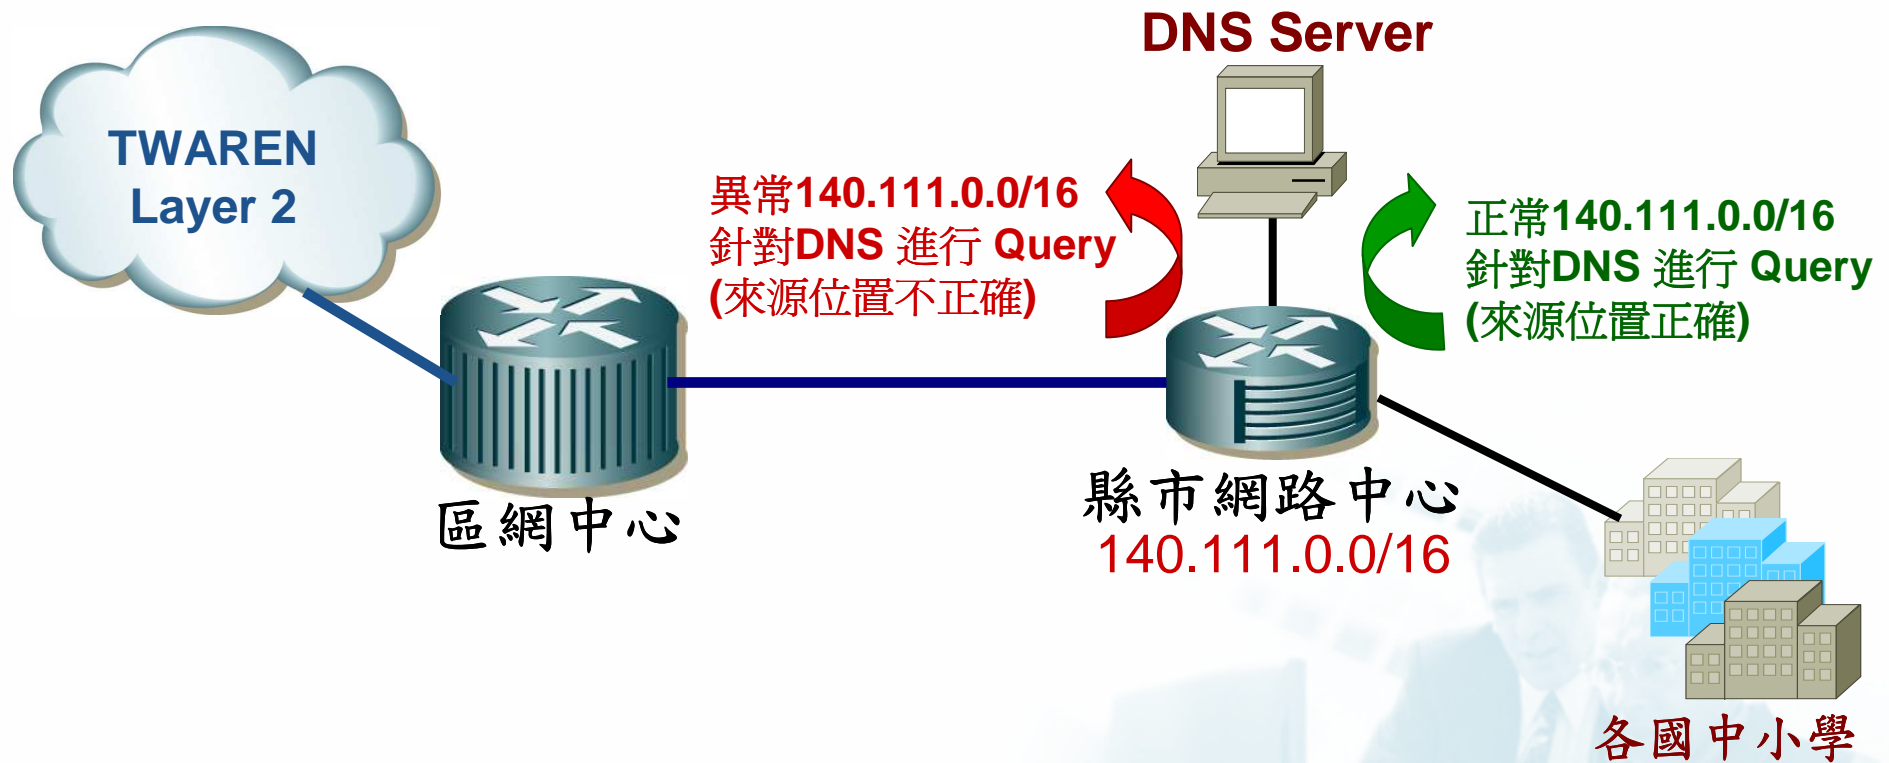 DNS Server
TWAREN
Layer 2
異常140.111.0.0/16
針對DNS 進行 Query
(來源位置不正確)
正常140.111.0.0/16
針對DNS 進行 Query
(來源位置正確)
區網中心
縣市網路中心
140.111.0.0/16
各國中小學